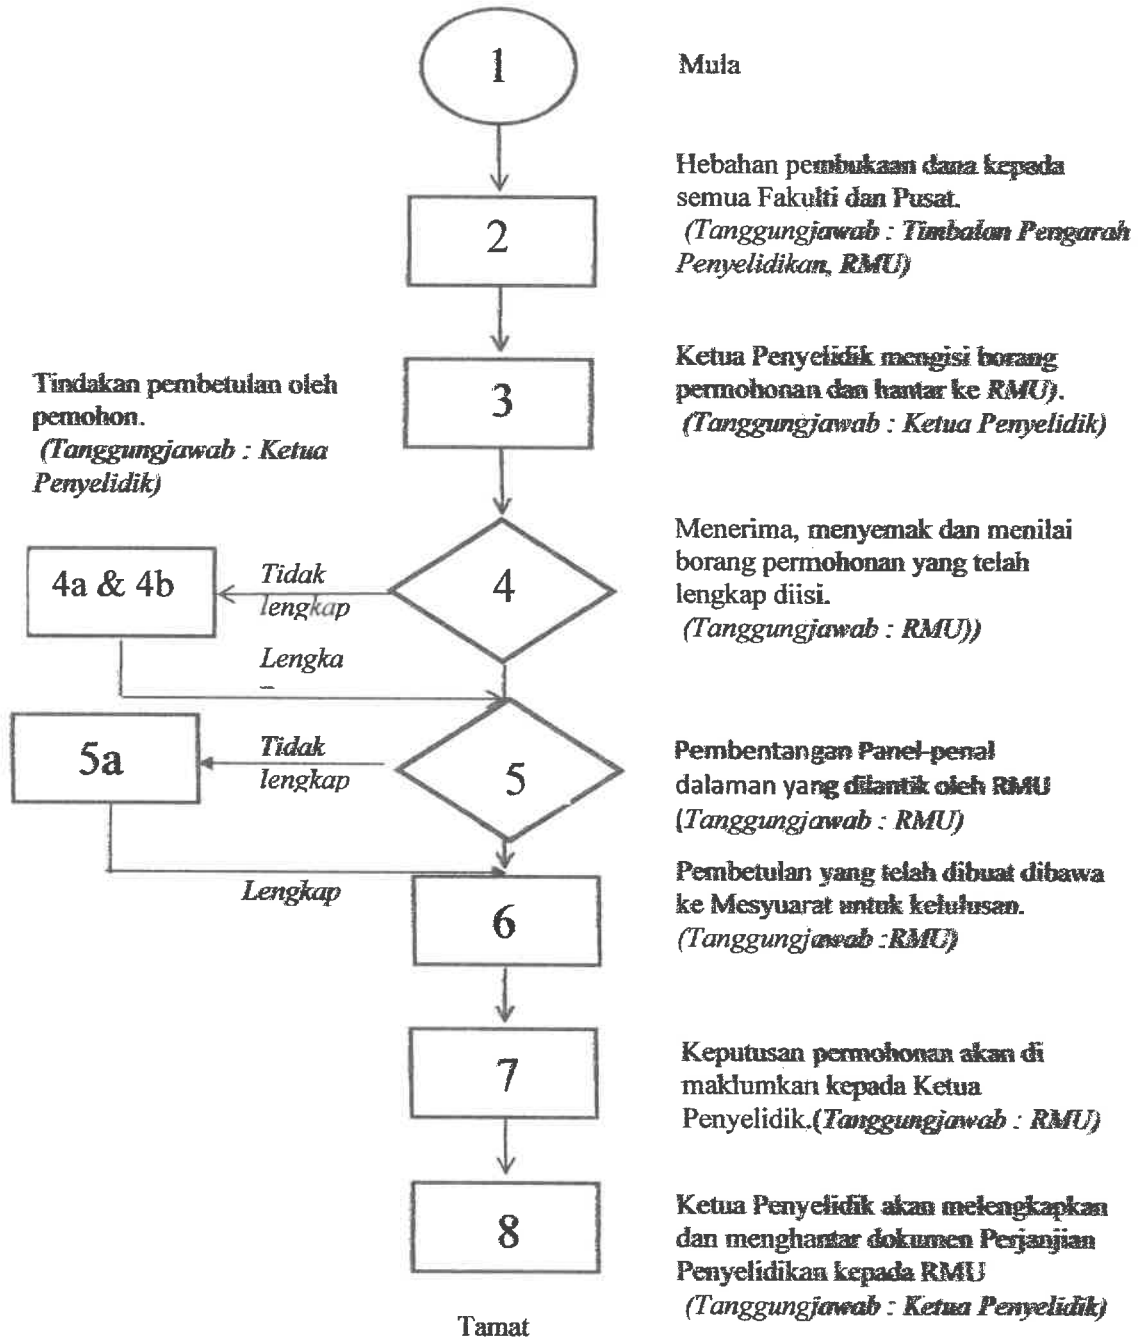 1
Mula
Hebahan pembukaan dana kepada
semua Fakulti dan Pusat.
(Tanggungjawab : Timbalan Pengarah
Penyelidikan, RMU)
2
Ketua Penyelidik mengisi borang
permohonan dan hantar ke RMU).
(Tanggungjawab : Ketua Penyelidik)
3
Tindakan pembetulan oleh
pemohon.
(Tanggungjawab : Ketua
Penyelidik)
Menerima, menyemak dan menilai
borang permohonan yang telah
lengkap diisi.
(Tanggungjawab : RMU))
4
Tidak
lengkap
4a & 4b
Lengka
Pembentangan Panel-penal
dalaman yang dilantik oleh RMU
(Tanggungjawab : RMU)
5
Tidak
lengkap
5a
Lengkap
Pembetulan yang telah dibuat dibawa
ke Mesyuarat untuk kelulusan.
(Tanggungjawab :RMU)
6
Keputusan permohonan akan di
maklumkan kepada Ketua
Penyelidik.(Tanggungjawab : RMU)
7
Ketua Penyelidik akan melengkapkan
dan menghantar dokumen Perjanjian
Penyelidikan kepada RMU
(Tanggungjawab : Ketua Penyelidik)
8
Tamat